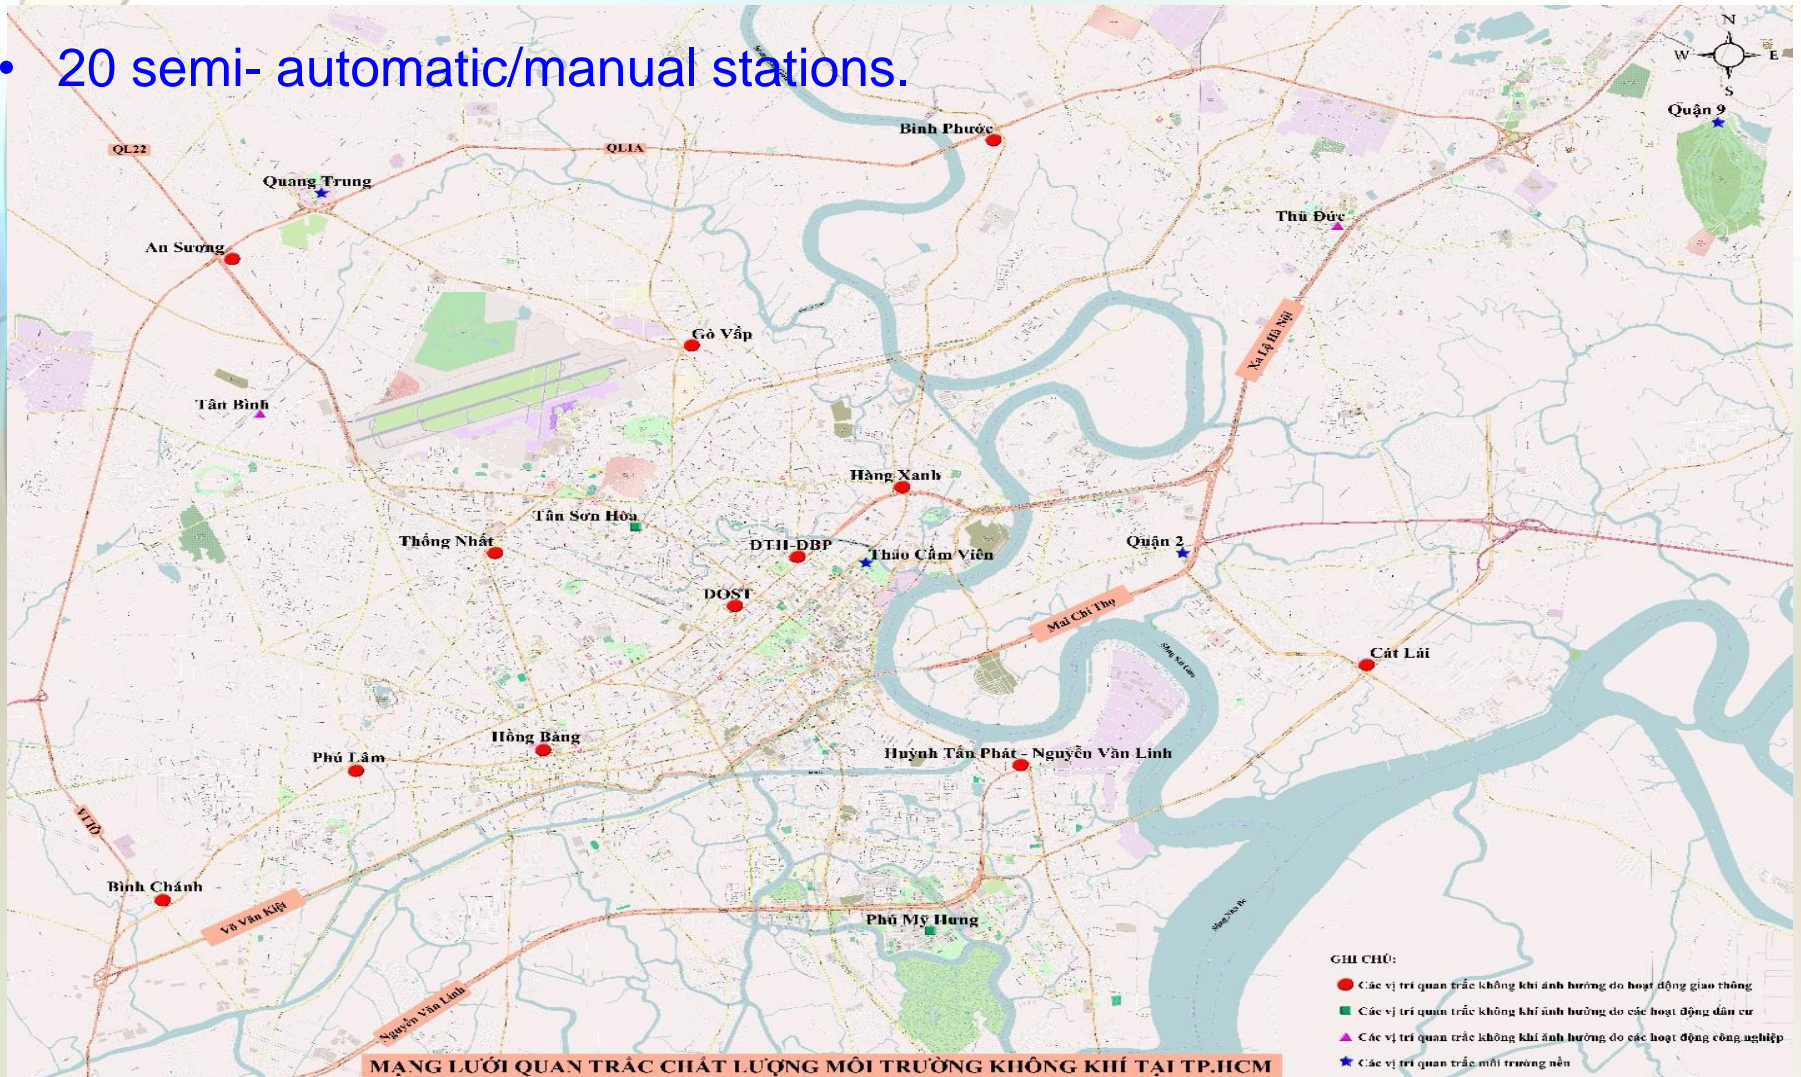 • 20 semi- automatic/manual stations.
N
W E
S
Quận 9
Bình Phước
QL22
QL1A
Quang Trung
Thủ Đức
An Sương
Xa Lộ Hà Nội
Gò Vấp
Tân Bình
Hàng Xanh
Tân Sơn Hòa
Thống Nhất
DTH-ĐBP
Thảo Cầm Viên
Quận 2
DOST
Mai Chí Thọ
Cát Lái
Sông Sài Gòn
Hồng Bàng
Phú Lâm
Huỳnh Tấn Phát - Nguyễn Văn Linh
QL1A
Bình Chánh
Võ Văn Kiệt
Phú Mỹ Hưng
Sông Nhà Bè
Nguyễn Văn Linh
GHI CHÚ:
Các vị trí quan trắc không khí ảnh hưởng do hoạt động giao thông
Các vị trí quan trắc không khí ảnh hưởng do các hoạt động dân cư
Các vị trí quan trắc không khí ảnh hưởng do các hoạt động công nghiệp
Các vị trí quan trắc môi trường nền
MẠNG LƯỚI QUAN TRẮC CHẤT LƯỢNG MÔI TRƯỜNG KHÔNG KHÍ TẠI TP.HCM